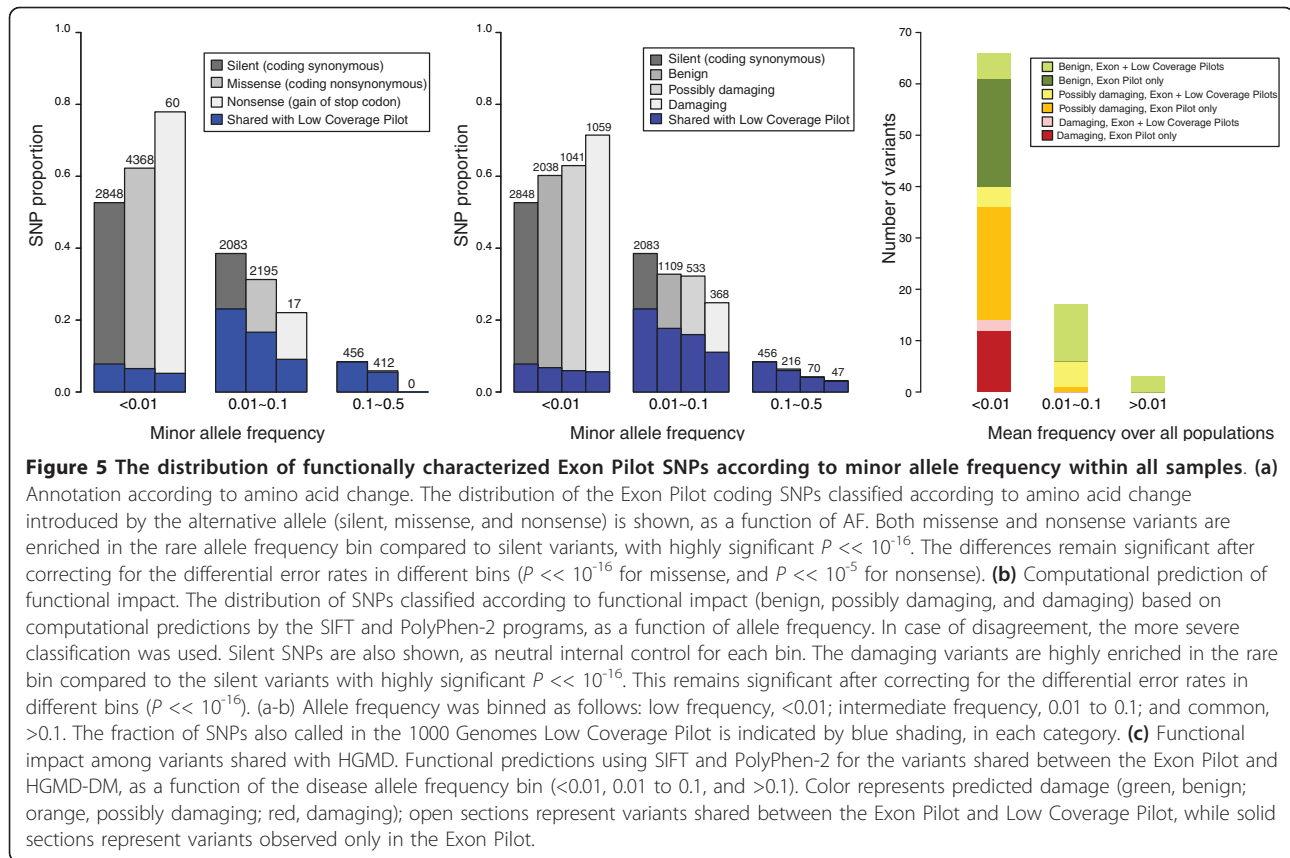 1.0
0.8
0.6
0.4
0.2
0.0
SNP proportion
Silent (coding synonymous)
Missense (coding nonsynonymous)
Nonsense (gain of stop codon)
Shared with Low Coverage Pilot
2848
4368
60
2083
2195
17
456
412
0
<0.01
0.01~0.1
0.1~0.5
Minor allele frequency
1.0
0.8
0.6
0.4
0.2
0.0
SNP proportion
Silent (coding synonymous)
Benign
Possibly damaging
Damaging
Shared with Low Coverage Pilot
2848
2038
1041
1059
2083
1109
533
368
456
216
70
47
<0.01
0.01~0.1
0.1~0.5
Minor allele frequency
70
60
50
40
30
20
10
0
Number of variants
Benign, Exon + Low Coverage Pilots
Benign, Exon Pilot only
Possibly damaging, Exon + Low Coverage Pilots
Possibly damaging, Exon Pilot only
Damaging, Exon + Low Coverage Pilots
Damaging, Exon Pilot only
<0.01
0.01~0.1
>0.01
Mean frequency over all populations
Figure 5 The distribution of functionally characterized Exon Pilot SNPs according to minor allele frequency within all samples. (a)
Annotation according to amino acid change. The distribution of the Exon Pilot coding SNPs classified according to amino acid change
introduced by the alternative allele (silent, missense, and nonsense) is shown, as a function of AF. Both missense and nonsense variants are
enriched in the rare allele frequency bin compared to silent variants, with highly significant P << 10-16. The differences remain significant after
correcting for the differential error rates in different bins (P << 10-16 for missense, and P << 10-5 for nonsense). (b) Computational prediction of
functional impact. The distribution of SNPs classified according to functional impact (benign, possibly damaging, and damaging) based on
computational predictions by the SIFT and PolyPhen-2 programs, as a function of allele frequency. In case of disagreement, the more severe
classification was used. Silent SNPs are also shown, as neutral internal control for each bin. The damaging variants are highly enriched in the rare
bin compared to the silent variants with highly significant P << 10-16. This remains significant after correcting for the differential error rates in
different bins (P << 10-16). (a-b) Allele frequency was binned as follows: low frequency, <0.01; intermediate frequency, 0.01 to 0.1; and common,
>0.1. The fraction of SNPs also called in the 1000 Genomes Low Coverage Pilot is indicated by blue shading, in each category. (c) Functional
impact among variants shared with HGMD. Functional predictions using SIFT and PolyPhen-2 for the variants shared between the Exon Pilot and
HGMD-DM, as a function of the disease allele frequency bin (<0.01, 0.01 to 0.1, and >0.1). Color represents predicted damage (green, benign;
orange, possibly damaging; red, damaging); open sections represent variants shared between the Exon Pilot and Low Coverage Pilot, while solid
sections represent variants observed only in the Exon Pilot.